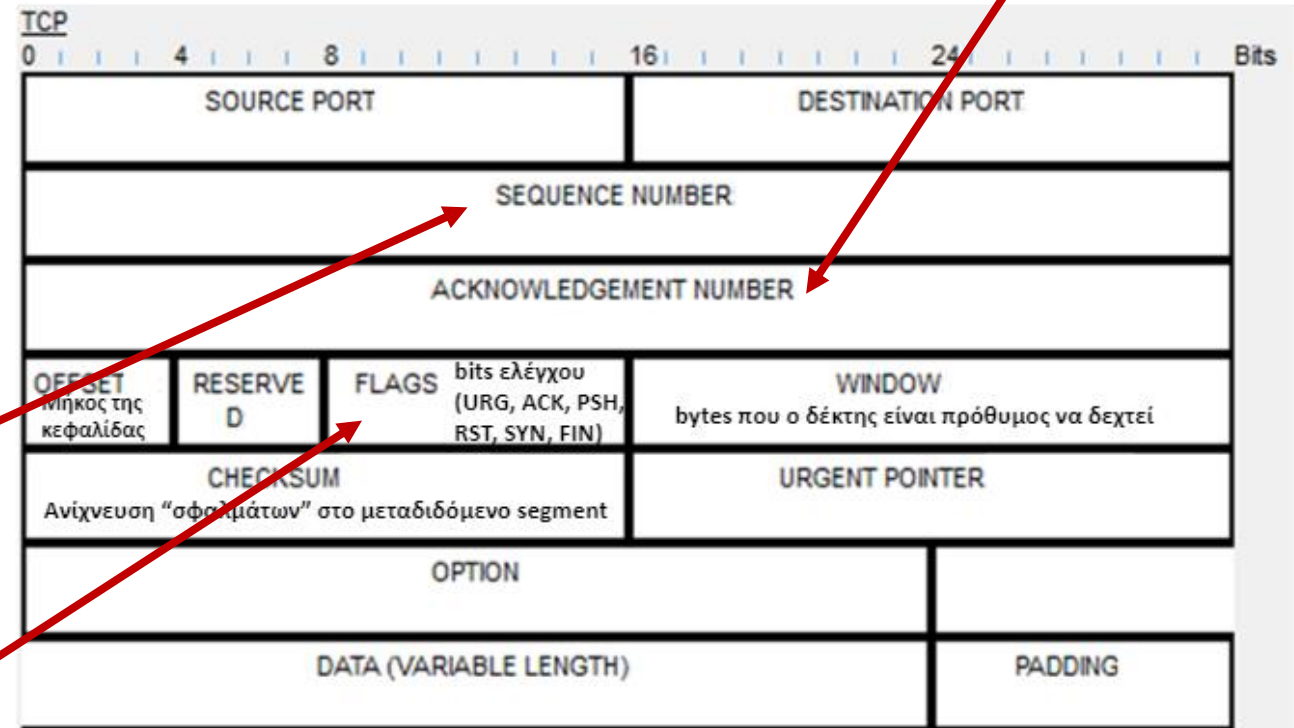 TCP
0 4 8 16 24 Bits
SOURCE PORT
DESTINATION PORT
SEQUENCE NUMBER
ACKNOWLEDGEMENT NUMBER
OFFSET
Μήκος της
κεφαλίδας
RESERVE
D
FLAGS
bits ελέγχου
(URG, ACK, PSH,
RST, SYN, FIN)
WINDOW
bytes που ο δέκτης είναι πρόθυμος να δεχτεί
CHECKSUM
Ανίχνευση “σφαλμάτων” στο μεταδιδόμενο segment
URGENT POINTER
OPTION
DATA (VARIABLE LENGTH)
PADDING